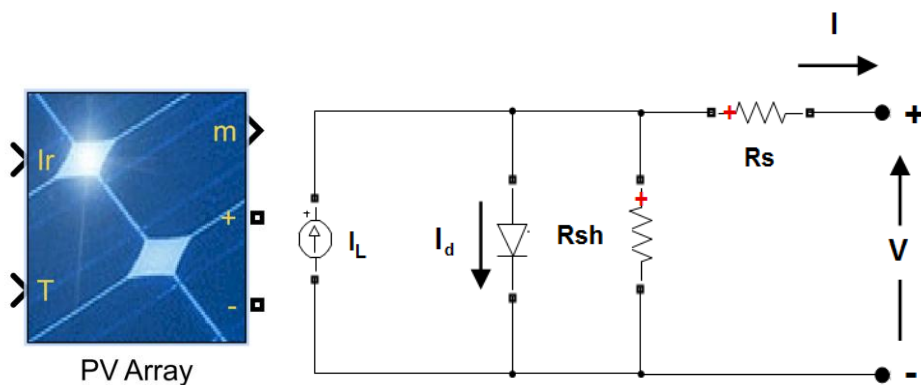 Ir
T
m
+
-
PV Array
+
I_L
I_d
Rsh
+
+
Rs
I
+
V
-